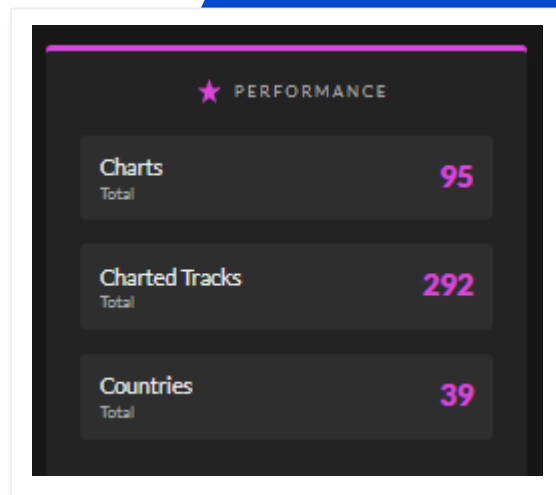 PERFORMANCE
Charts
Total
95
Charted Tracks
Total
292
Countries
Total
39